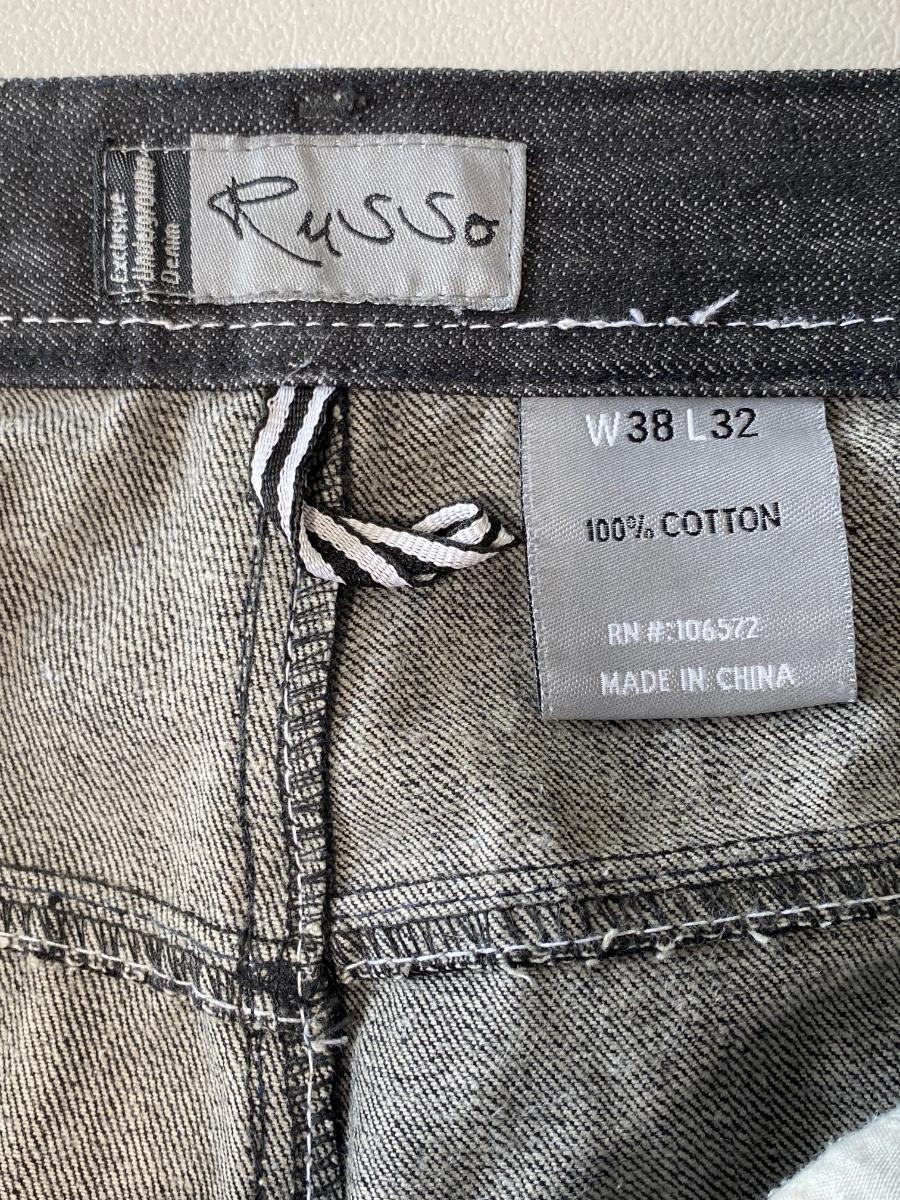 Russo
Exclusive
Denim
W38 L32
100% COTTON
RN #:106572
MADE IN CHINA